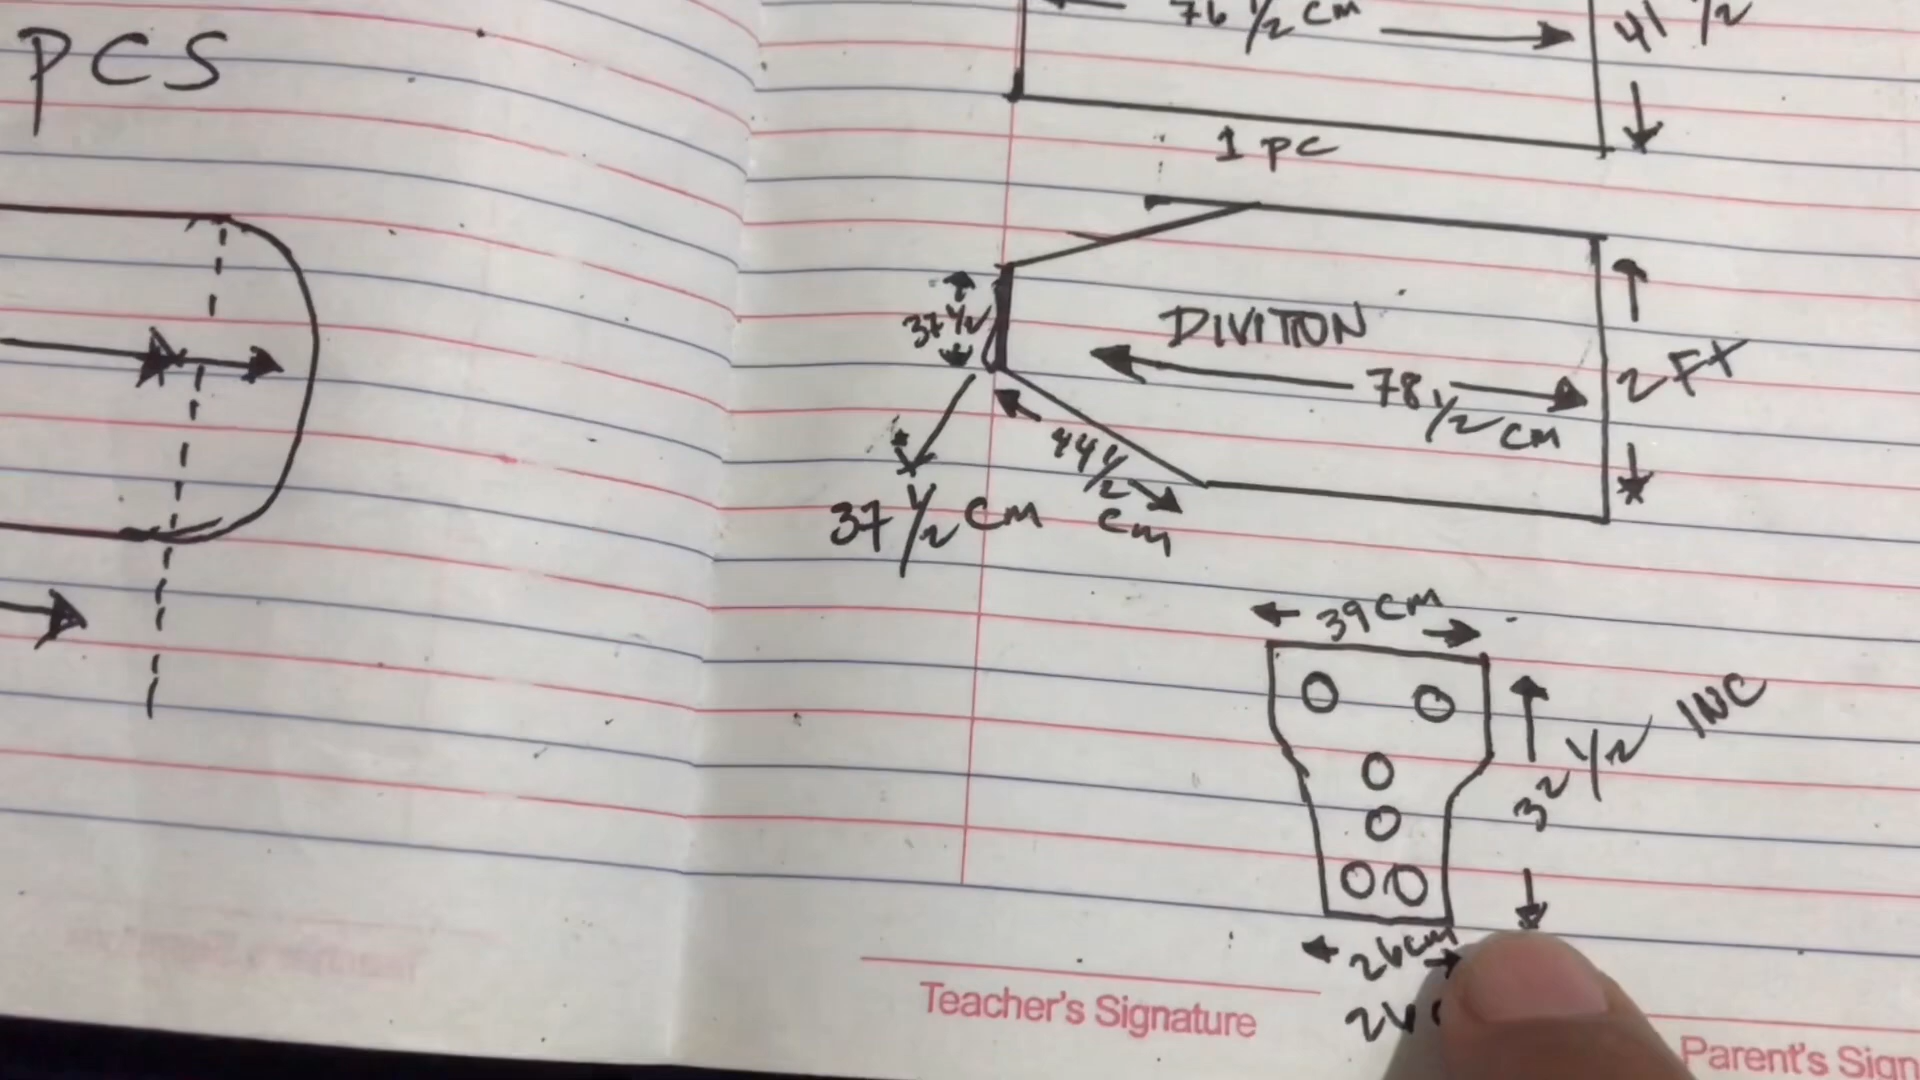 PCS
76 1/2 cm
41 1/2
1 pc
37 1/2
DIVITION
78 1/2 cm
2 FT
44 1/2 cm
37 1/2 cm
39 cm
32 1/2 INC
26 cm
Teacher's Signature
Parent's Sign